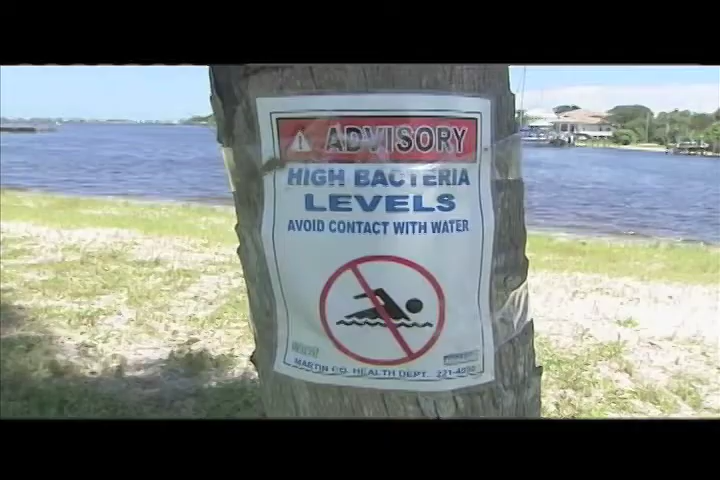 ADVISORY
HIGH BACTERIA
LEVELS
AVOID CONTACT WITH WATER
MARTIN CO. HEALTH DEPT.